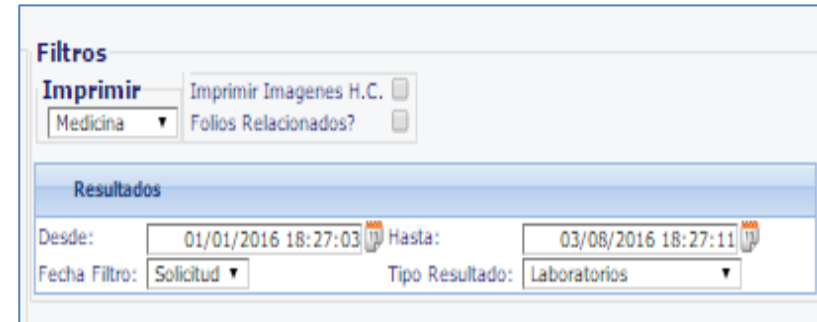 Filtros
Imprimir
Imprimir Imagenes H.C.
Medicina
Folios Relacionados?
Resultados
Desde: 01/01/2016 18:27:03 Hasta: 03/08/2016 18:27:11
Fecha Filtro: Solicitud Tipo Resultado: Laboratorios